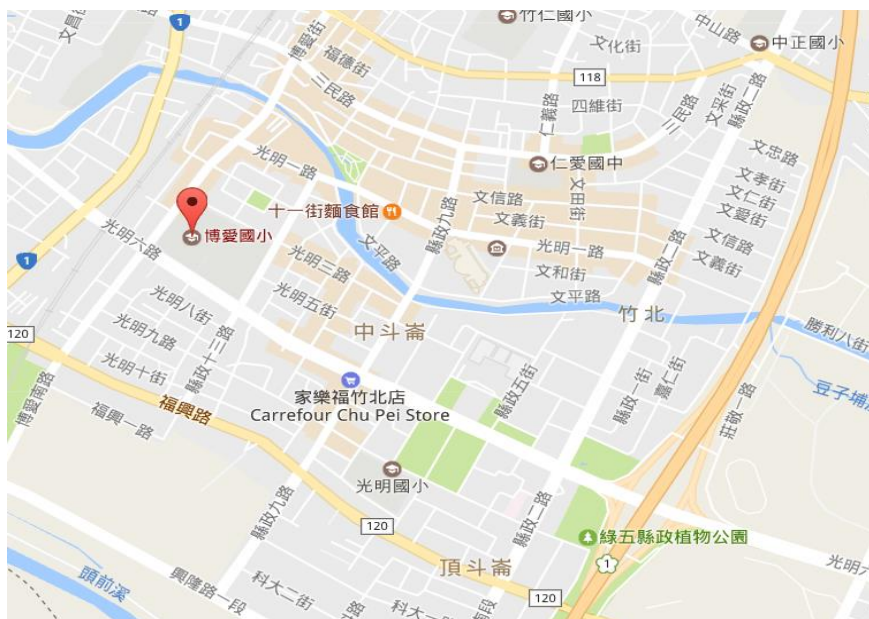 1
文昌街
博愛街
竹仁國小
中山路
中正國小
文化街
福德街
118
三民路
四維街
仁義路
三民路
文采街
縣政二路
光明一路
仁愛國中
文忠路
文田街
文孝街
文仁街
文愛街
文信路
文義街
十一街麵食館
文信路
文義街
縣政九路
博愛國小
光明六路
光明一路
縣政二路
文平路
光明三路
文和街
文平路
1
光明五街
光明八街
竹北
中斗崙
勝利八街
120
光明九路
縣政十三路
光明十街
嘉仁街
縣政一街
縣政五街
莊敬一路
博愛南路
家樂福竹北店
Carrefour Chu Pei Store
福興路
福興一路
光明國小
120
縣政二路
縣政九路
綠五縣政植物公園
1
頂斗崙
光明六
頭前溪
興隆路一段
科大二街
科大一
120